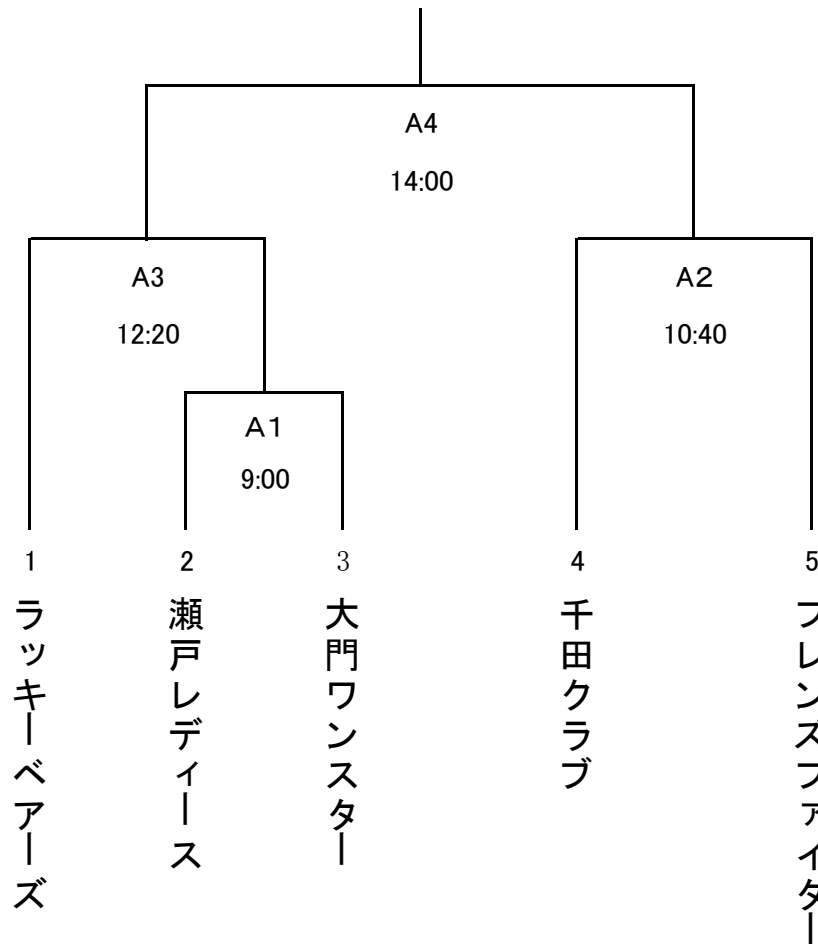 A4
14:00
A3
12:20
A2
10:40
A1
9:00
1
2
3
4
5
ラッキーベアーズ
瀬戸レディース
大門ワンスター
千田クラブ
フレンズファイター